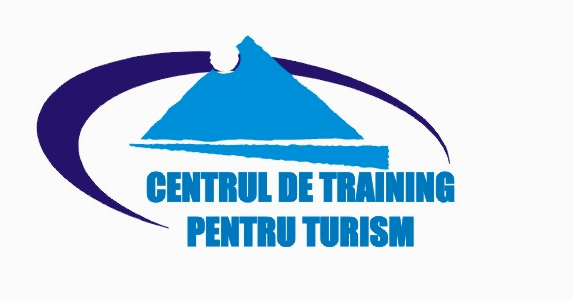 CENTRUL DE TRAINING
PENTRU TURISM